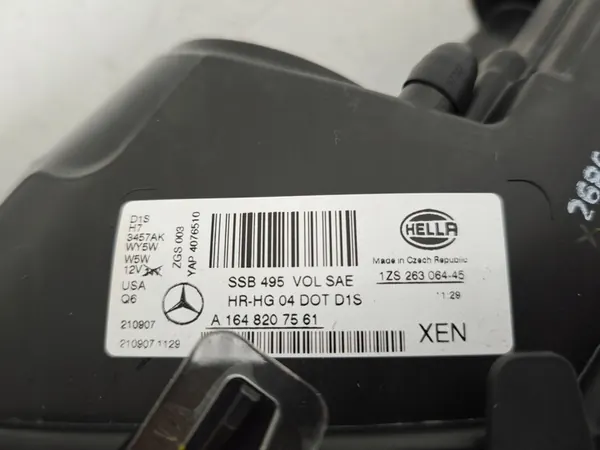 D1S
H7
3457AK
WY5W
W5W
12V
USA
Q6
210907
210907 1129
ZGS 003
YAP 4076510
SSB 495 VOL SAE
HR-HG 04 DOT D1S
A 164 820 75 61
HELLA
Made in Czech Republic
1ZS 263 064-45
11:29
XEN